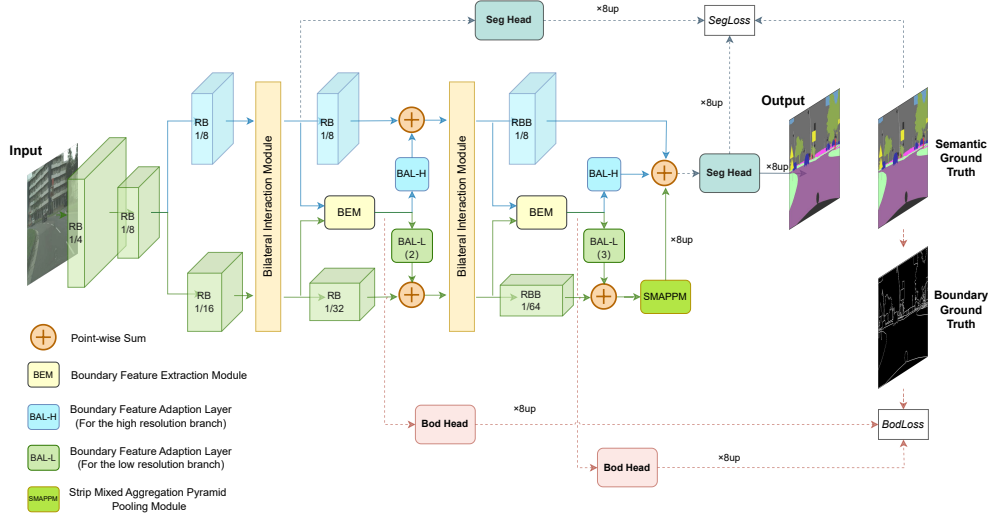 ×8up
Seg Head
SegLoss
×8up
Input
RB
1/4
RB
1/8
RB
1/8
RB
1/16
Bilateral Interaction Module
RB
1/8
BAL-H
BEM
BAL-L
(2)
RB
1/32
Bilateral Interaction Module
RBB
1/8
BAL-H
BEM
BAL-L
(3)
RBB
1/64
SMAPPM
×8up
Seg Head
×8up
Output
Semantic
Ground
Truth
Boundary
Ground
Truth
Point-wise Sum
BEM
Boundary Feature Extraction Module
BAL-H
Boundary Feature Adaption Layer
(For the high resolution branch)
BAL-L
Boundary Feature Adaption Layer
(For the low resolution branch)
SMAPPM
Strip Mixed Aggregation Pyramid
Pooling Module
Bod Head
×8up
BodLoss
Bod Head
×8up